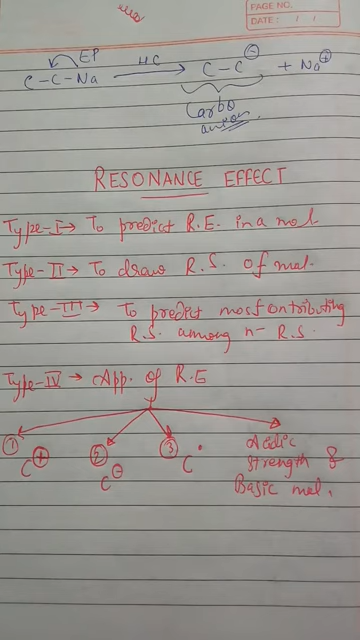 PAGE NO.
DATE: / /
EP
C-C-Na HC → C-C⊖ + Na⊕
Carbo
anion
RESONANCE EFFECT
Type-I → To predict R.E. in a mol
Type-II → To draw R.S. of mol.
Type-III → To predict most contributing
R.S. among n-R.S.
Type-IV → App. of R.E
① C⊕
② C⊖
③ C•
Acidic
strength &
Basic mol.